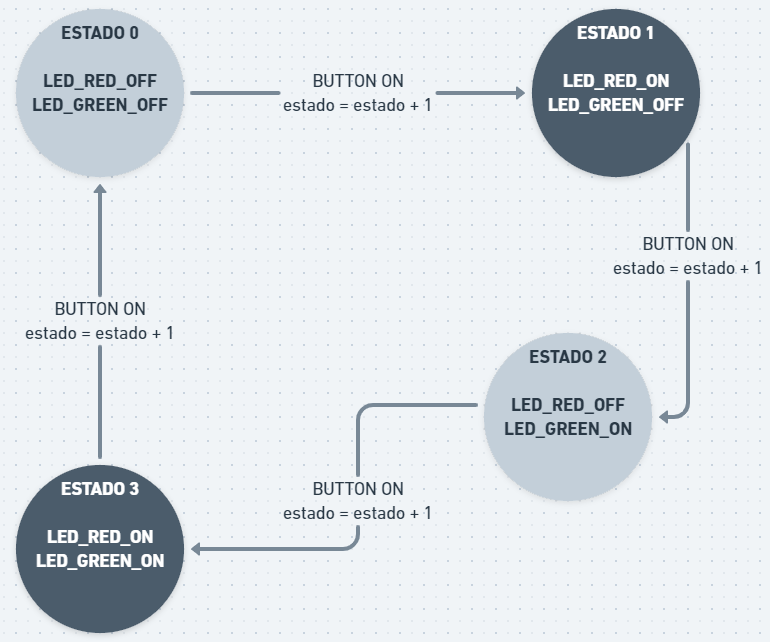 ESTADO 0
LED_RED_OFF
LED_GREEN_OFF
BUTTON ON
estado = estado + 1
ESTADO 1
LED_RED_ON
LED_GREEN_OFF
BUTTON ON
estado = estado + 1
ESTADO 2
LED_RED_OFF
LED_GREEN_ON
BUTTON ON
estado = estado + 1
ESTADO 3
LED_RED_ON
LED_GREEN_ON
BUTTON ON
estado = estado + 1